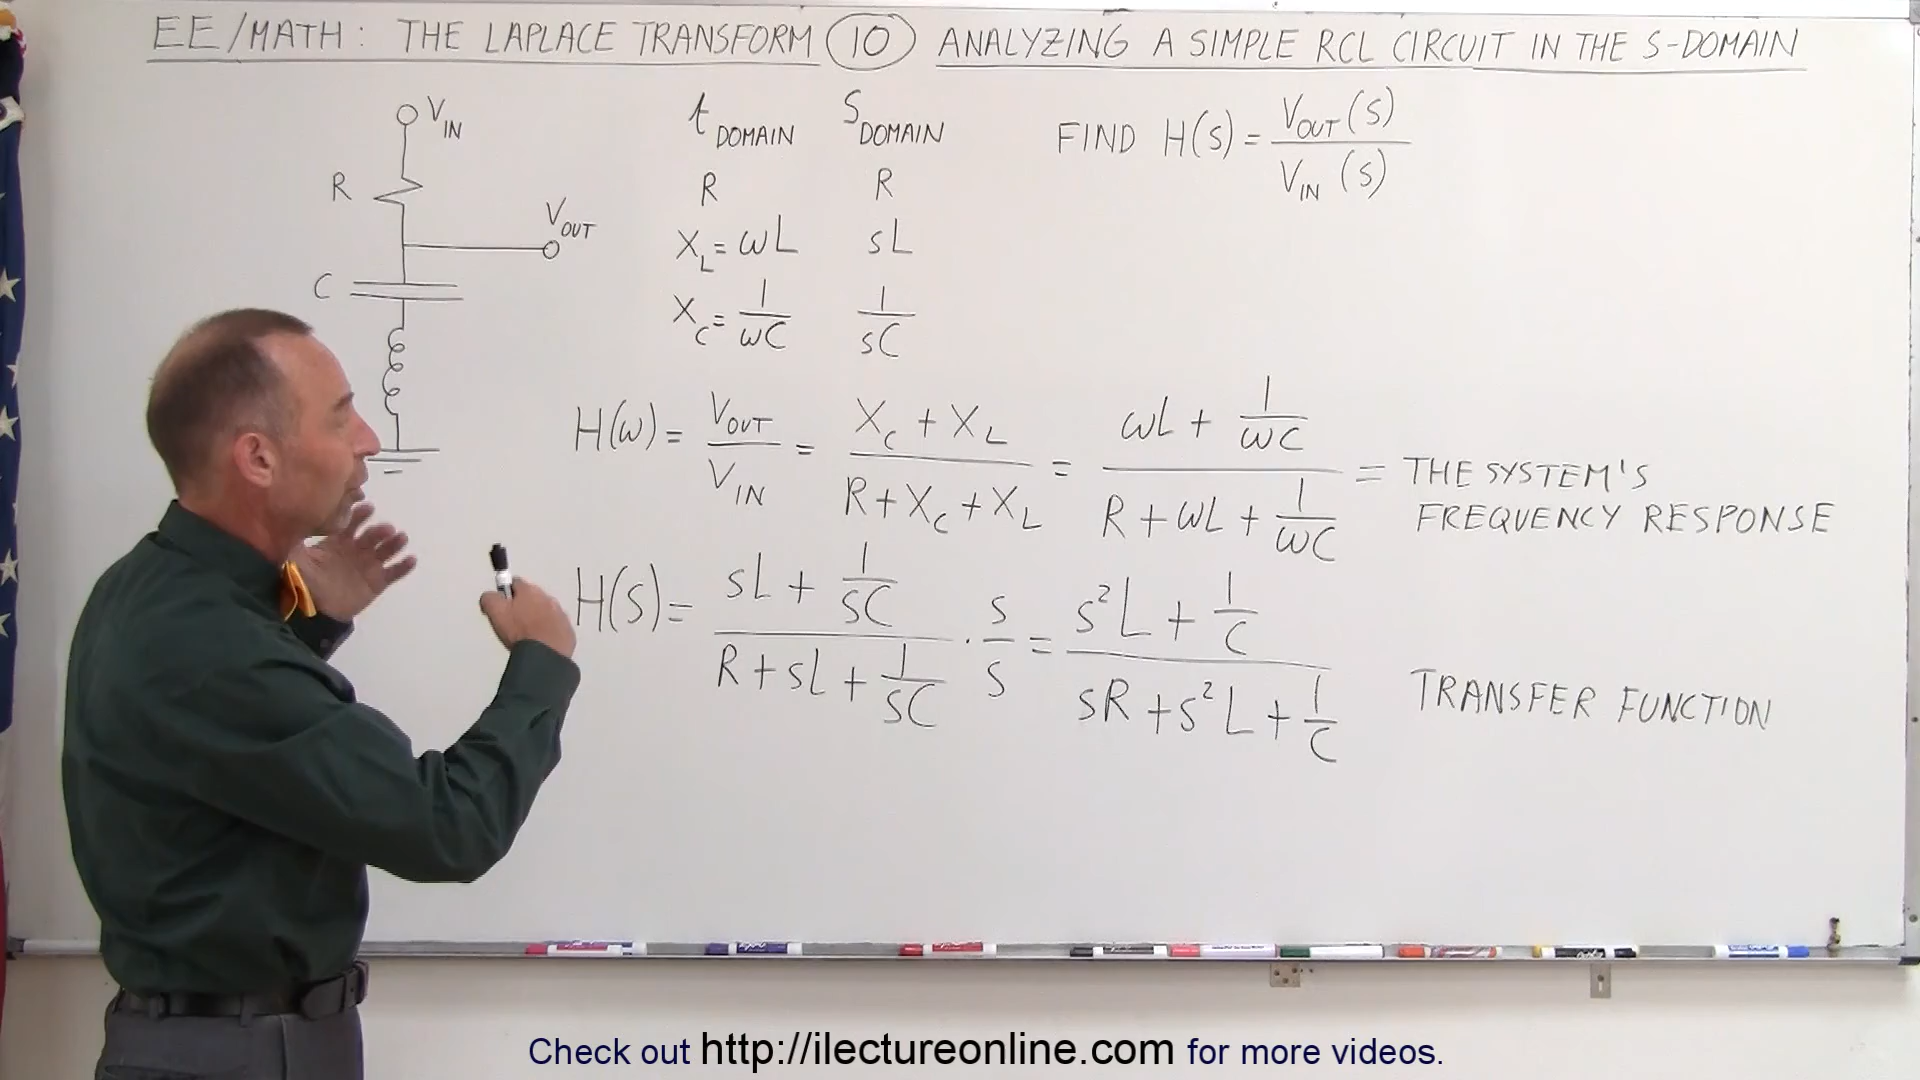 EE/MATH: THE LAPLACE TRANSFORM 10 ANALYZING A SIMPLE RCL CIRCUIT IN THE S-DOMAIN
V_IN
R
V_OUT
C
t DOMAIN S DOMAIN
R R
X_L = ωL sL
X_C = 1/ωC 1/sC
FIND H(S) = V_OUT(S) / V_IN(S)
H(ω) = V_OUT / V_IN = (X_C + X_L) / (R + X_C + X_L) = (ωL + 1/ωC) / (R + ωL + 1/ωC) = THE SYSTEM'S
FREQUENCY RESPONSE
H(S) = (sL + 1/SC) / (R + sL + 1/SC) · s/s = (s²L + 1/C) / (sR + s²L + 1/C) TRANSFER FUNCTION
Check out http://ilectureonline.com for more videos.